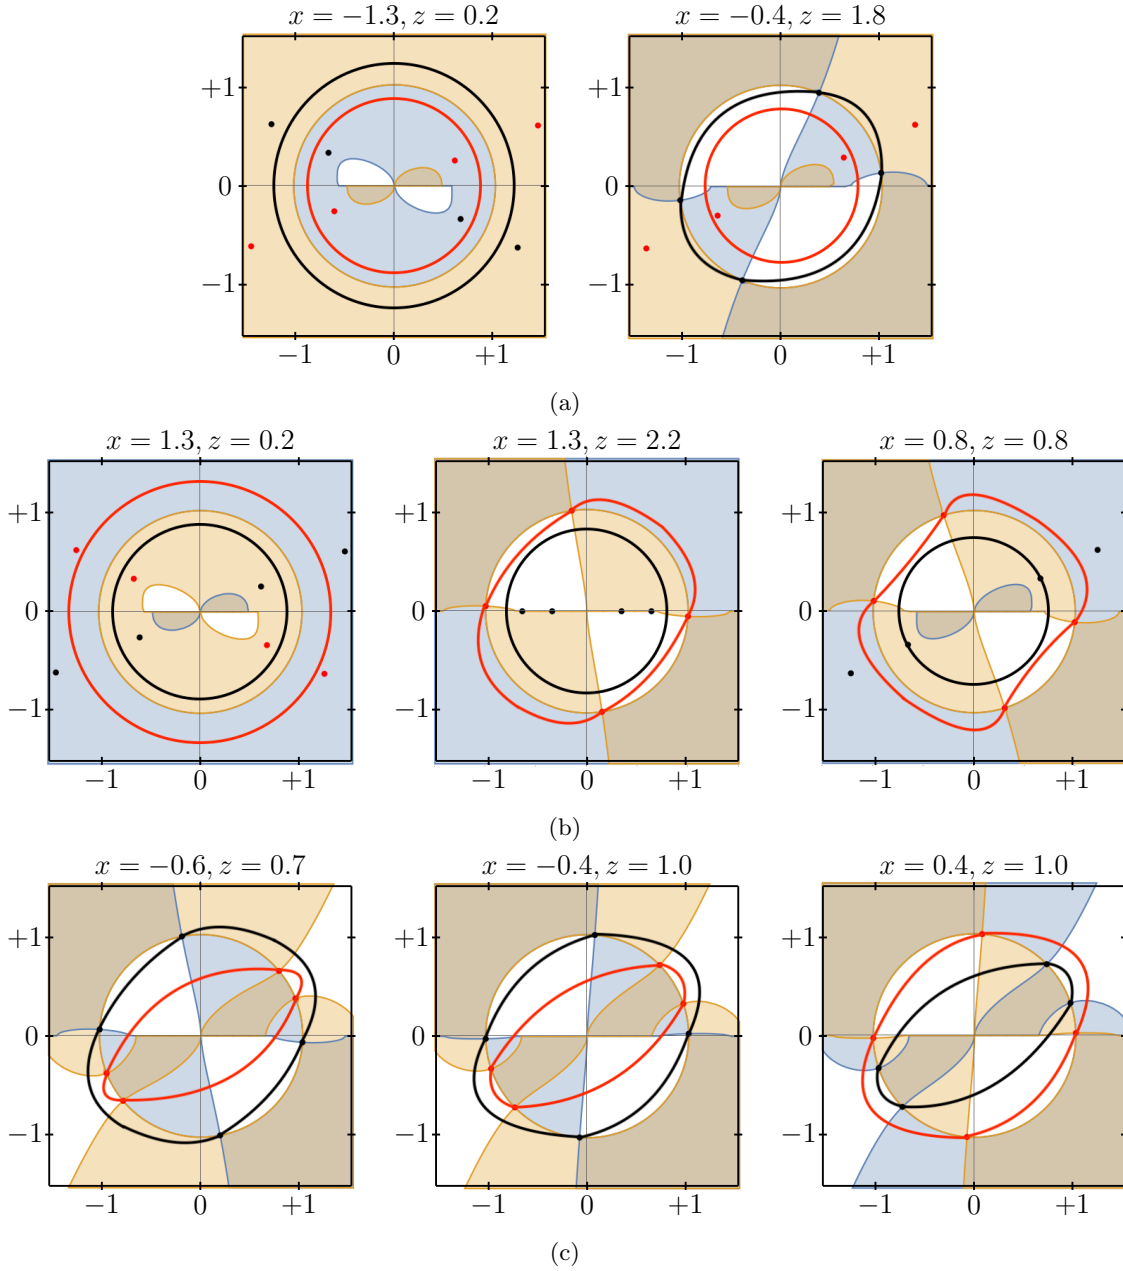 x = −1.3, z = 0.2
x = −0.4, z = 1.8
+1
0
−1
−1 0 +1
+1
0
−1
−1 0 +1
(a)
x = 1.3, z = 0.2
x = 1.3, z = 2.2
x = 0.8, z = 0.8
+1
0
−1
−1 0 +1
+1
0
−1
−1 0 +1
+1
0
−1
−1 0 +1
(b)
x = −0.6, z = 0.7
x = −0.4, z = 1.0
x = 0.4, z = 1.0
+1
0
−1
−1 0 +1
+1
0
−1
−1 0 +1
+1
0
−1
−1 0 +1
(c)